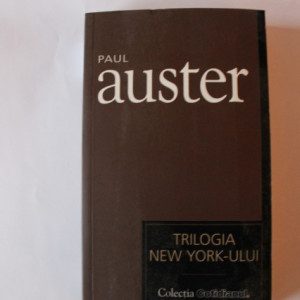 PAUL
auster
TRILOGIA
NEW YORK-ULUI
Colecția Cotidianul